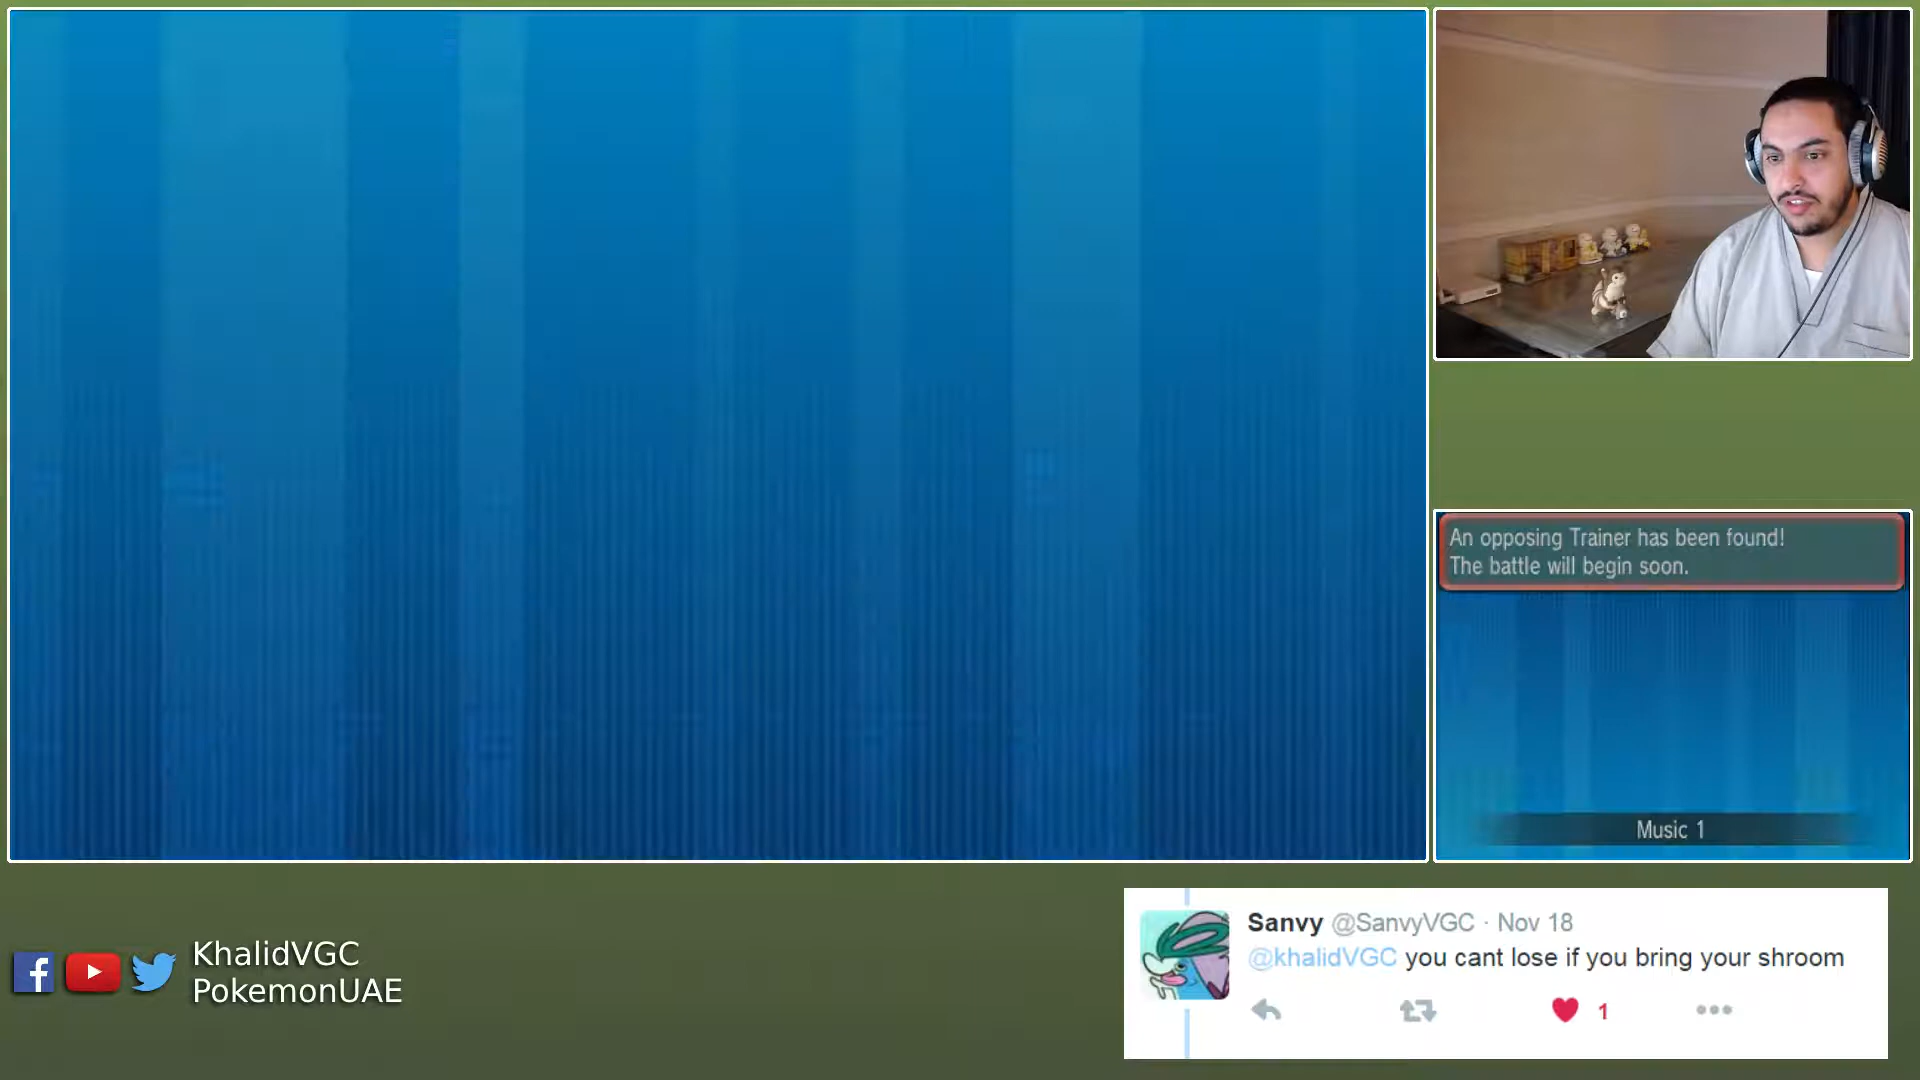 An opposing Trainer has been found!
The battle will begin soon.
Music 1
KhalidVGC
PokemonUAE
Sanvy @SanvyVGC · Nov 18
@khalidVGC you cant lose if you bring your shroom
1